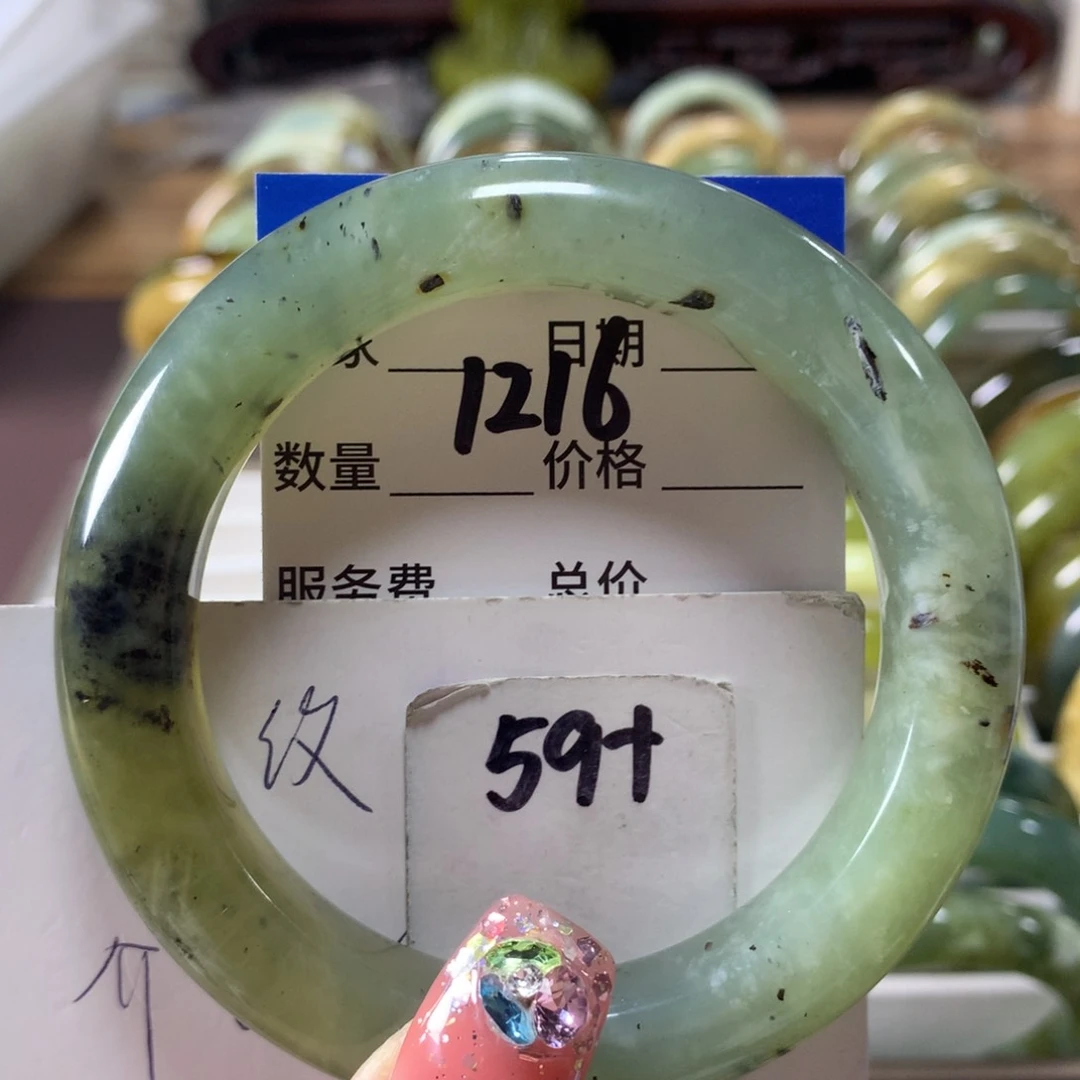 日期
1216
数量 价格
服务费 总价
纹
59+